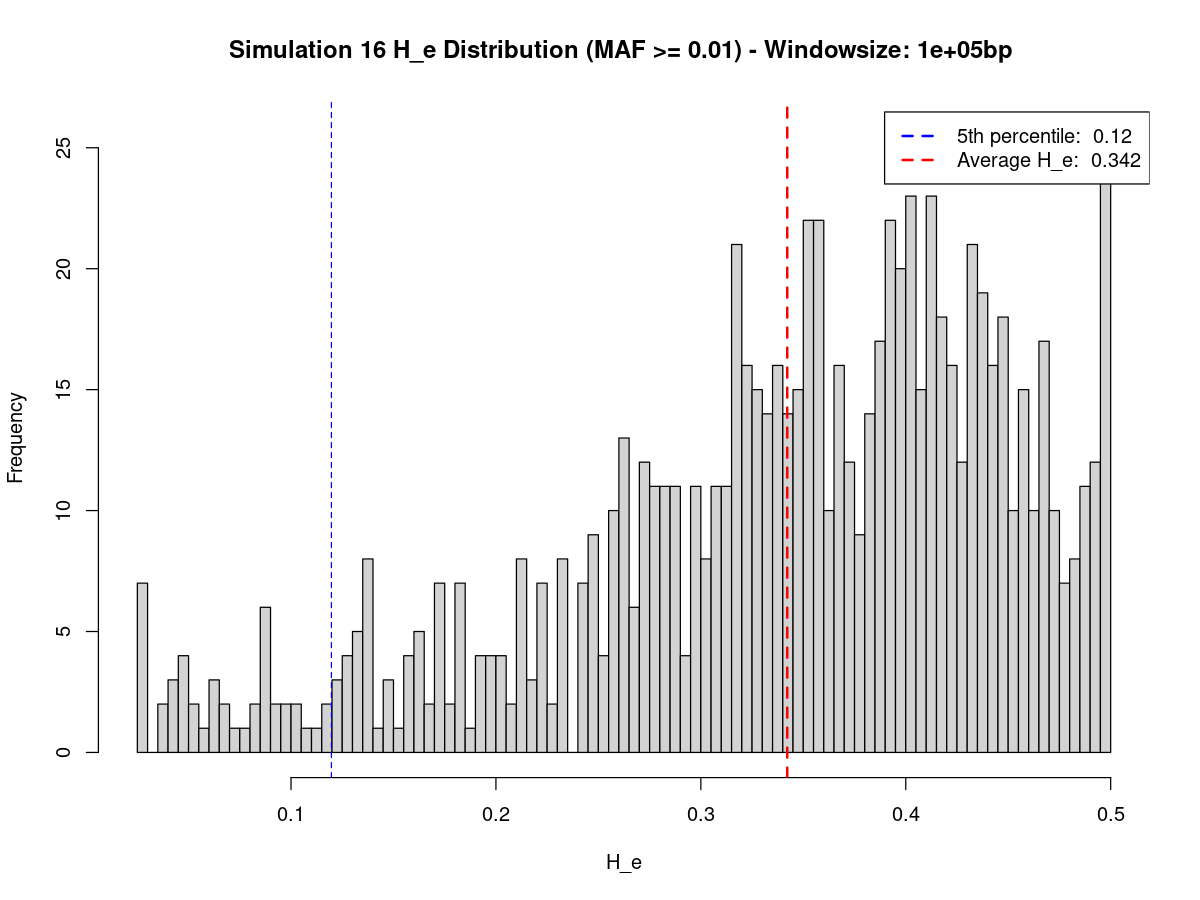 Simulation 16 H_e Distribution (MAF >= 0.01) - Windowsize: 1e+05bp
5th percentile: 0.12
Average H_e: 0.342
Frequency
25
20
15
10
5
0
0.1 0.2 0.3 0.4 0.5
H_e